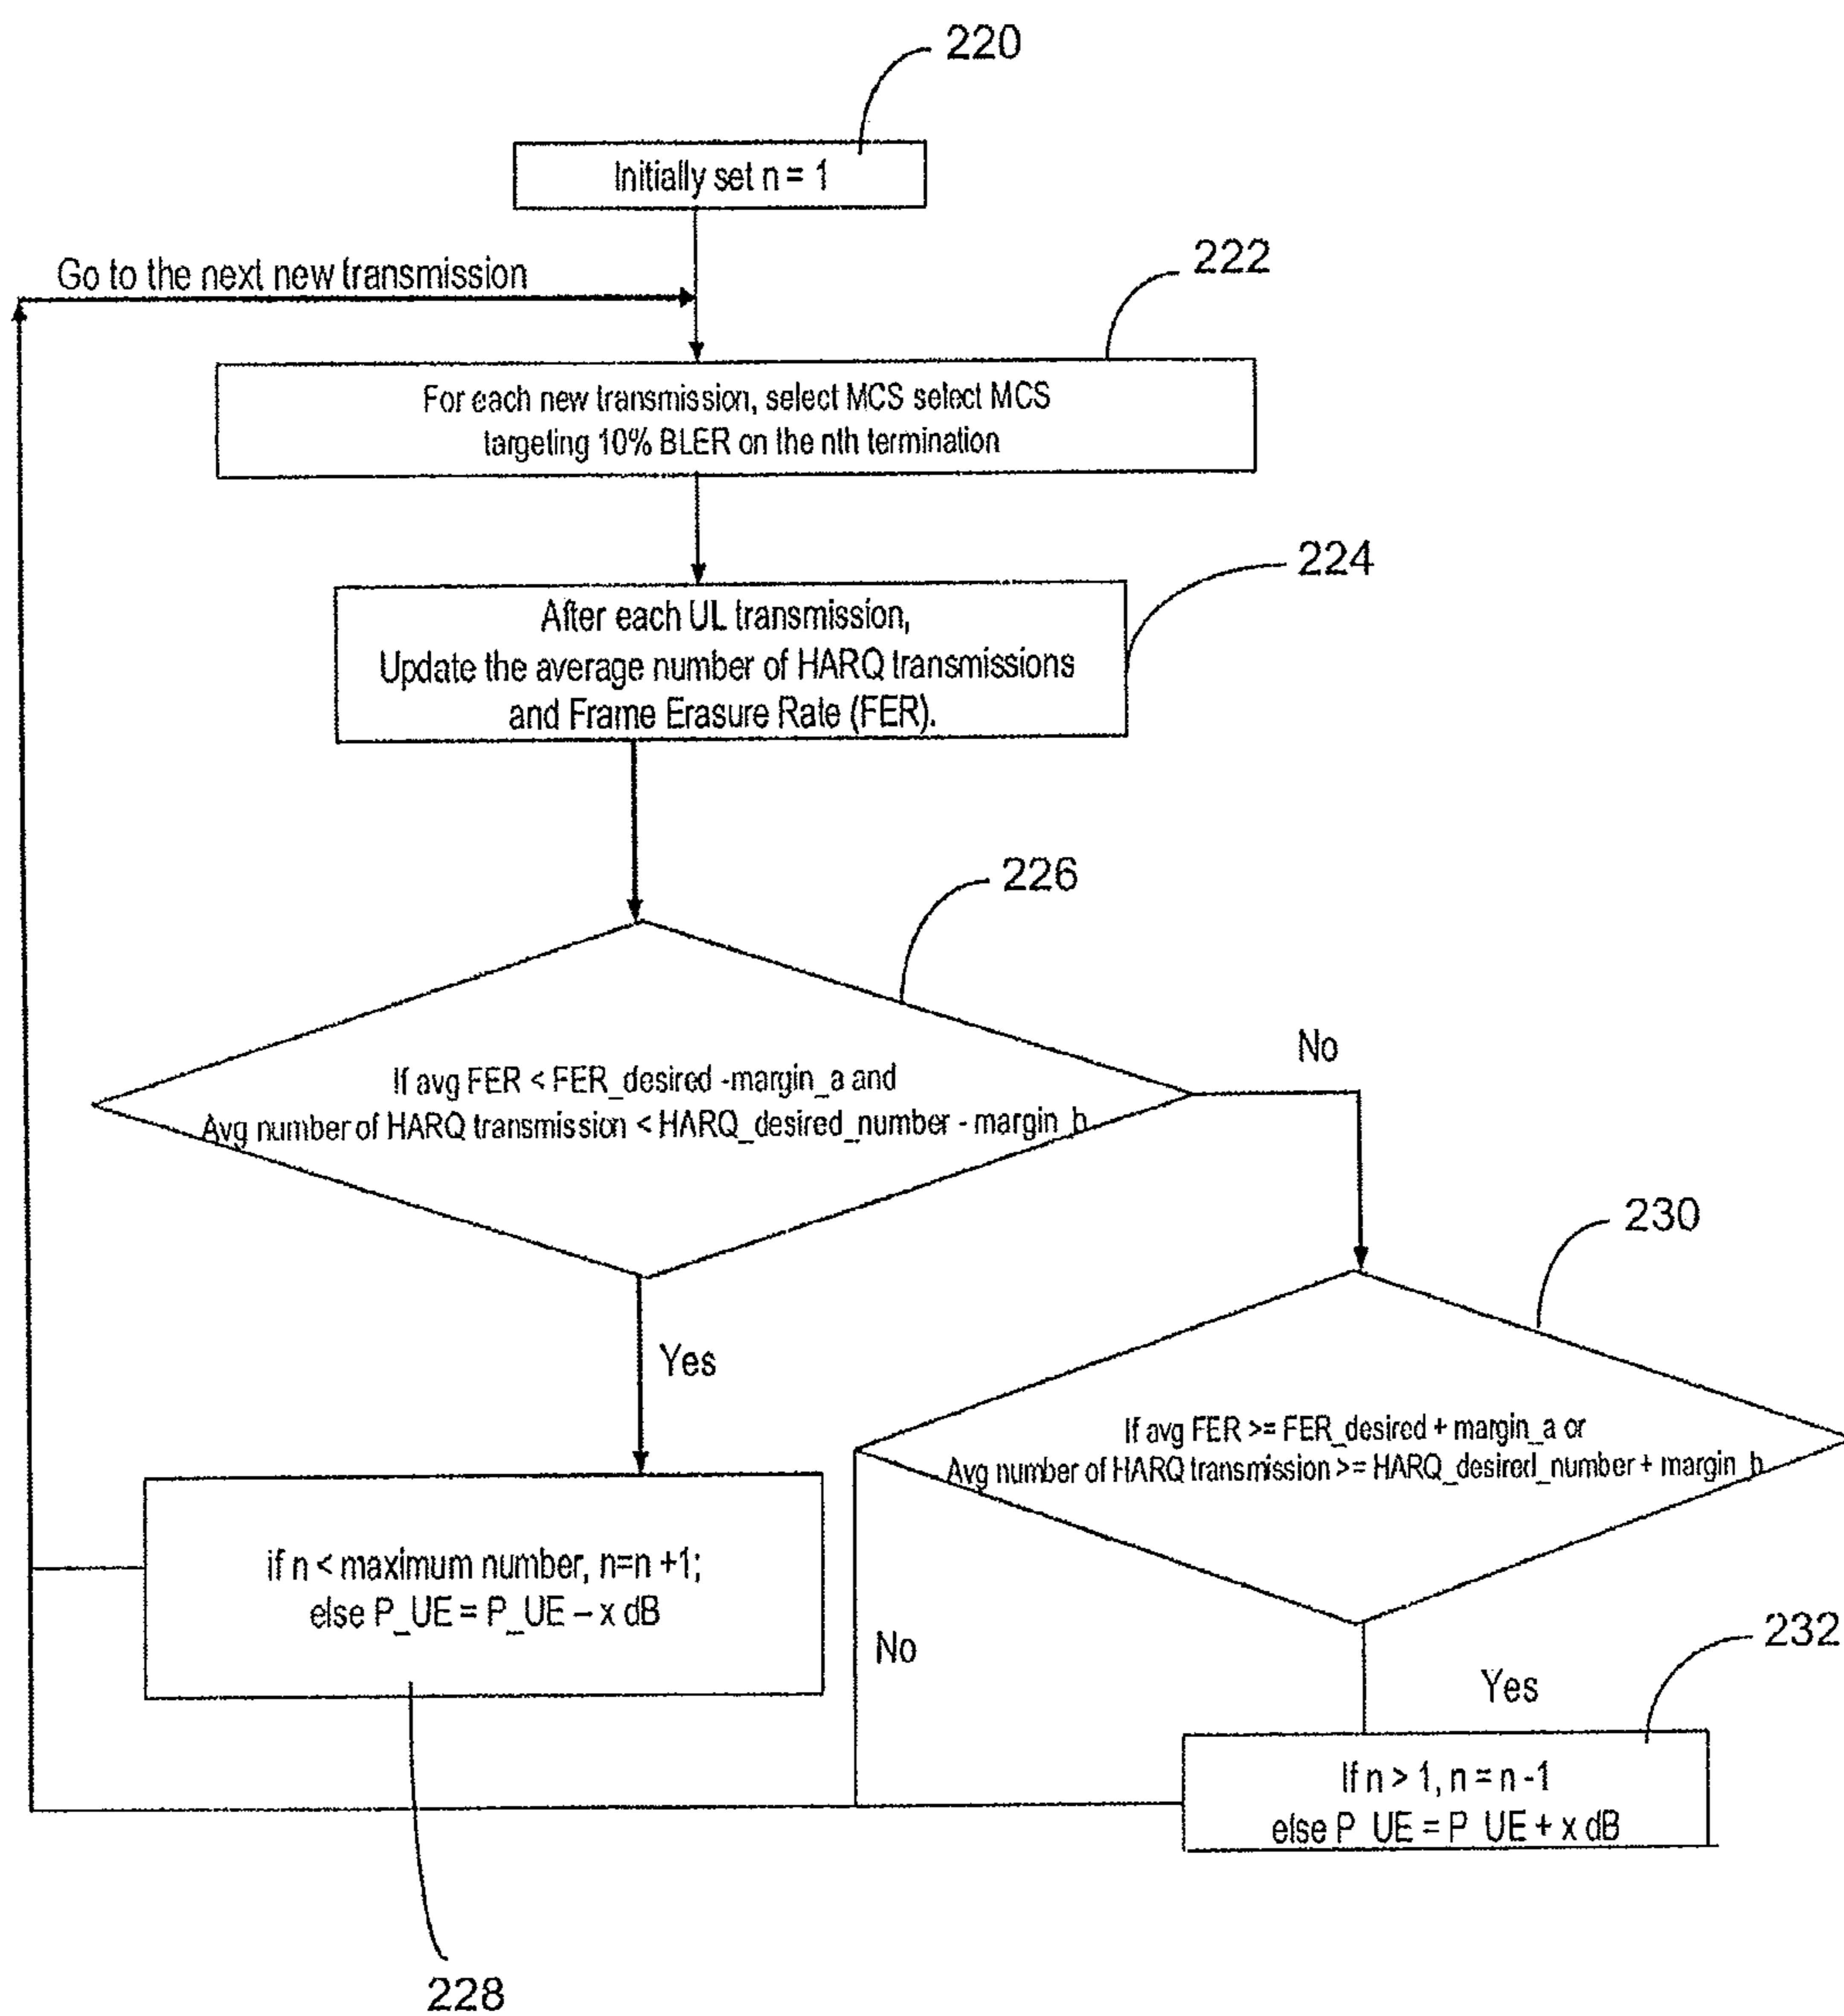 220
Initially set n = 1
Go to the next new transmission
222
For each new transmission, select MCS select MCS
targeting 10% BLER on the nth termination
224
After each UL transmission,
Update the average number of HARQ transmissions
and Frame Erasure Rate (FER).
226
If avg FER < FER_desired -margin_a and
Avg number of HARQ transmission < HARQ_desired_number - margin_b
No
230
Yes
If avg FER >= FER_desired + margin_a or
Avg number of HARQ transmission >= HARQ_desired_number + margin_b
if n < maximum number, n=n +1;
else P_UE = P_UE – x dB
No
Yes
232
If n > 1, n = n -1
else P_UE = P_UE + x dB
228